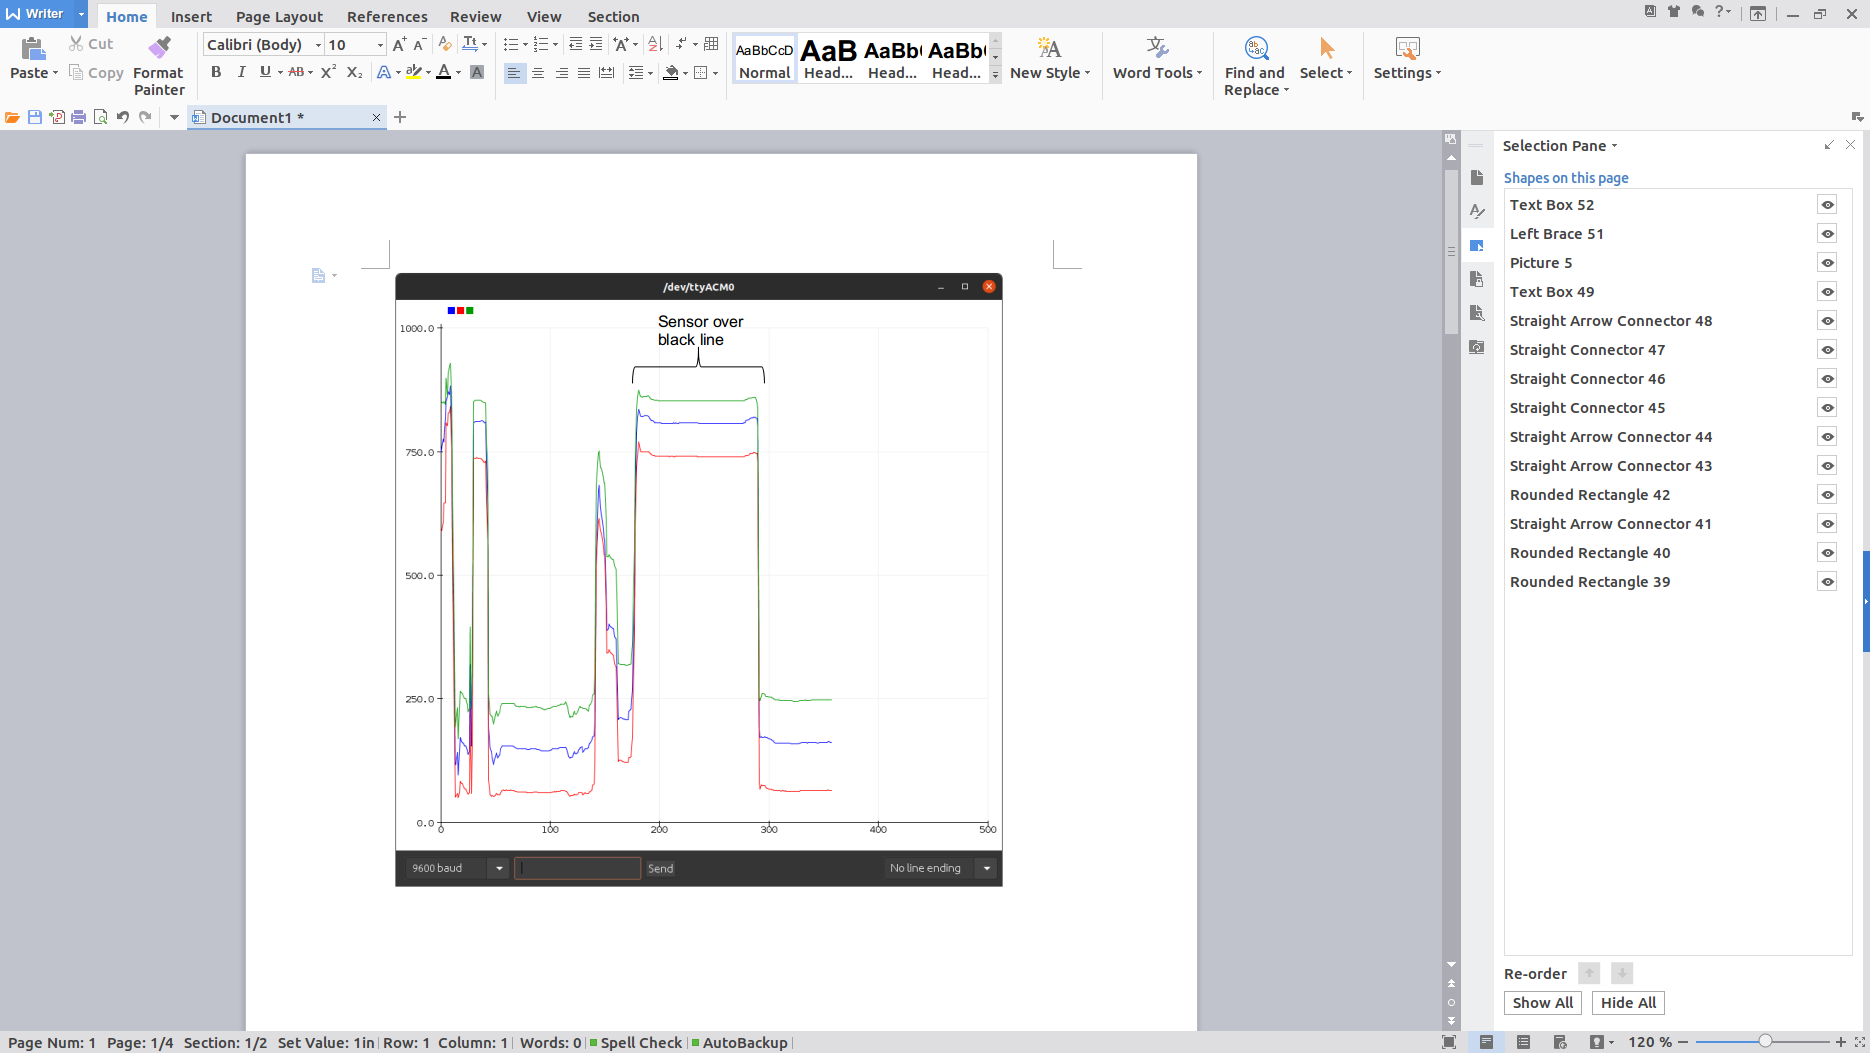 Writer
Home Insert Page Layout References Review View Section
Paste Cut Copy Format Painter
Calibri (Body) 10
B I U AB X² X₂ A A A
AaBbCcD AaB AaBb( AaBb(
Normal Head... Head... Head...
New Style Word Tools Find and Replace Select Settings
Document1 *
Selection Pane
Shapes on this page
Text Box 52
Left Brace 51
Picture 5
Text Box 49
Straight Arrow Connector 48
Straight Connector 47
Straight Connector 46
Straight Connector 45
Straight Arrow Connector 44
Straight Arrow Connector 43
Rounded Rectangle 42
Straight Arrow Connector 41
Rounded Rectangle 40
Rounded Rectangle 39
Re-order
Show All Hide All
/dev/ttyACM0
Sensor over
black line
1000.0
750.0
500.0
250.0
0.0
0 100 200 300 400 500
9600 baud Send No line ending
Page Num: 1 Page: 1/4 Section: 1/2 Set Value: 1in Row: 1 Column: 1 Words: 0 Spell Check AutoBackup 120 %